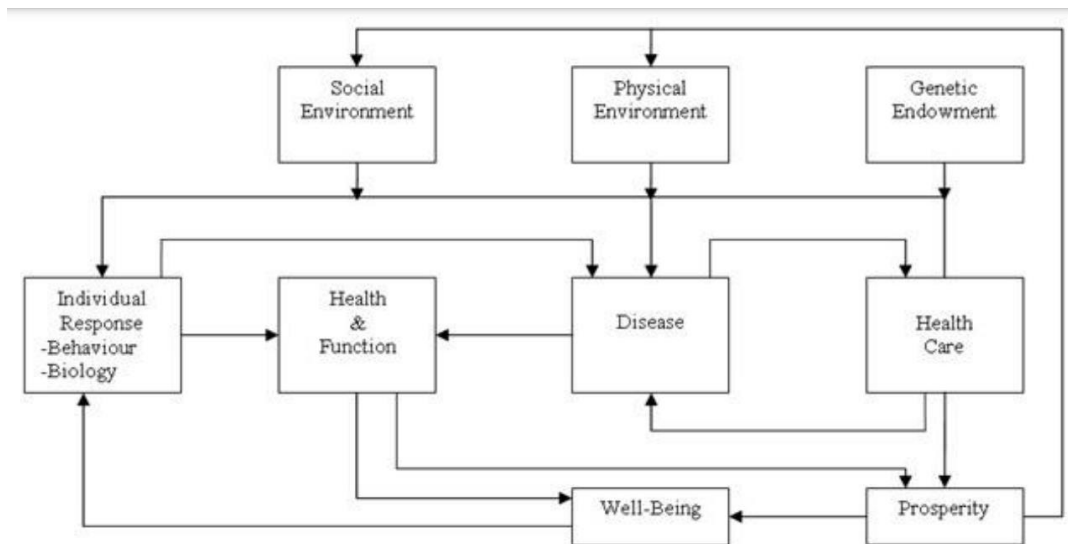 Social
Environment
Physical
Environment
Genetic
Endowment
Individual
Response
-Behaviour
-Biology
Health
&
Function
Disease
Health
Care
Well-Being
Prosperity